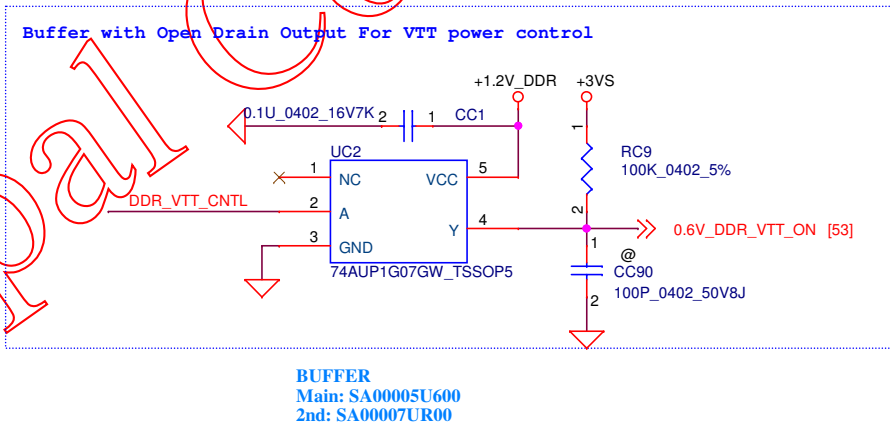 Buffer with Open Drain Output For VTT power control
+1.2V_DDR
+3VS
0.1U_0402_16V7K
2
1
CC1
UC2
1
NC
VCC
5
DDR_VTT_CNTL
2
A
Y
4
3
GND
74AUP1G07GW_TSSOP5
1
RC9
100K_0402_5%
2
0.6V_DDR_VTT_ON [53]
1
@
CC90
100P_0402_50V8J
2
BUFFER
Main: SA00005U600
2nd: SA00007UR00